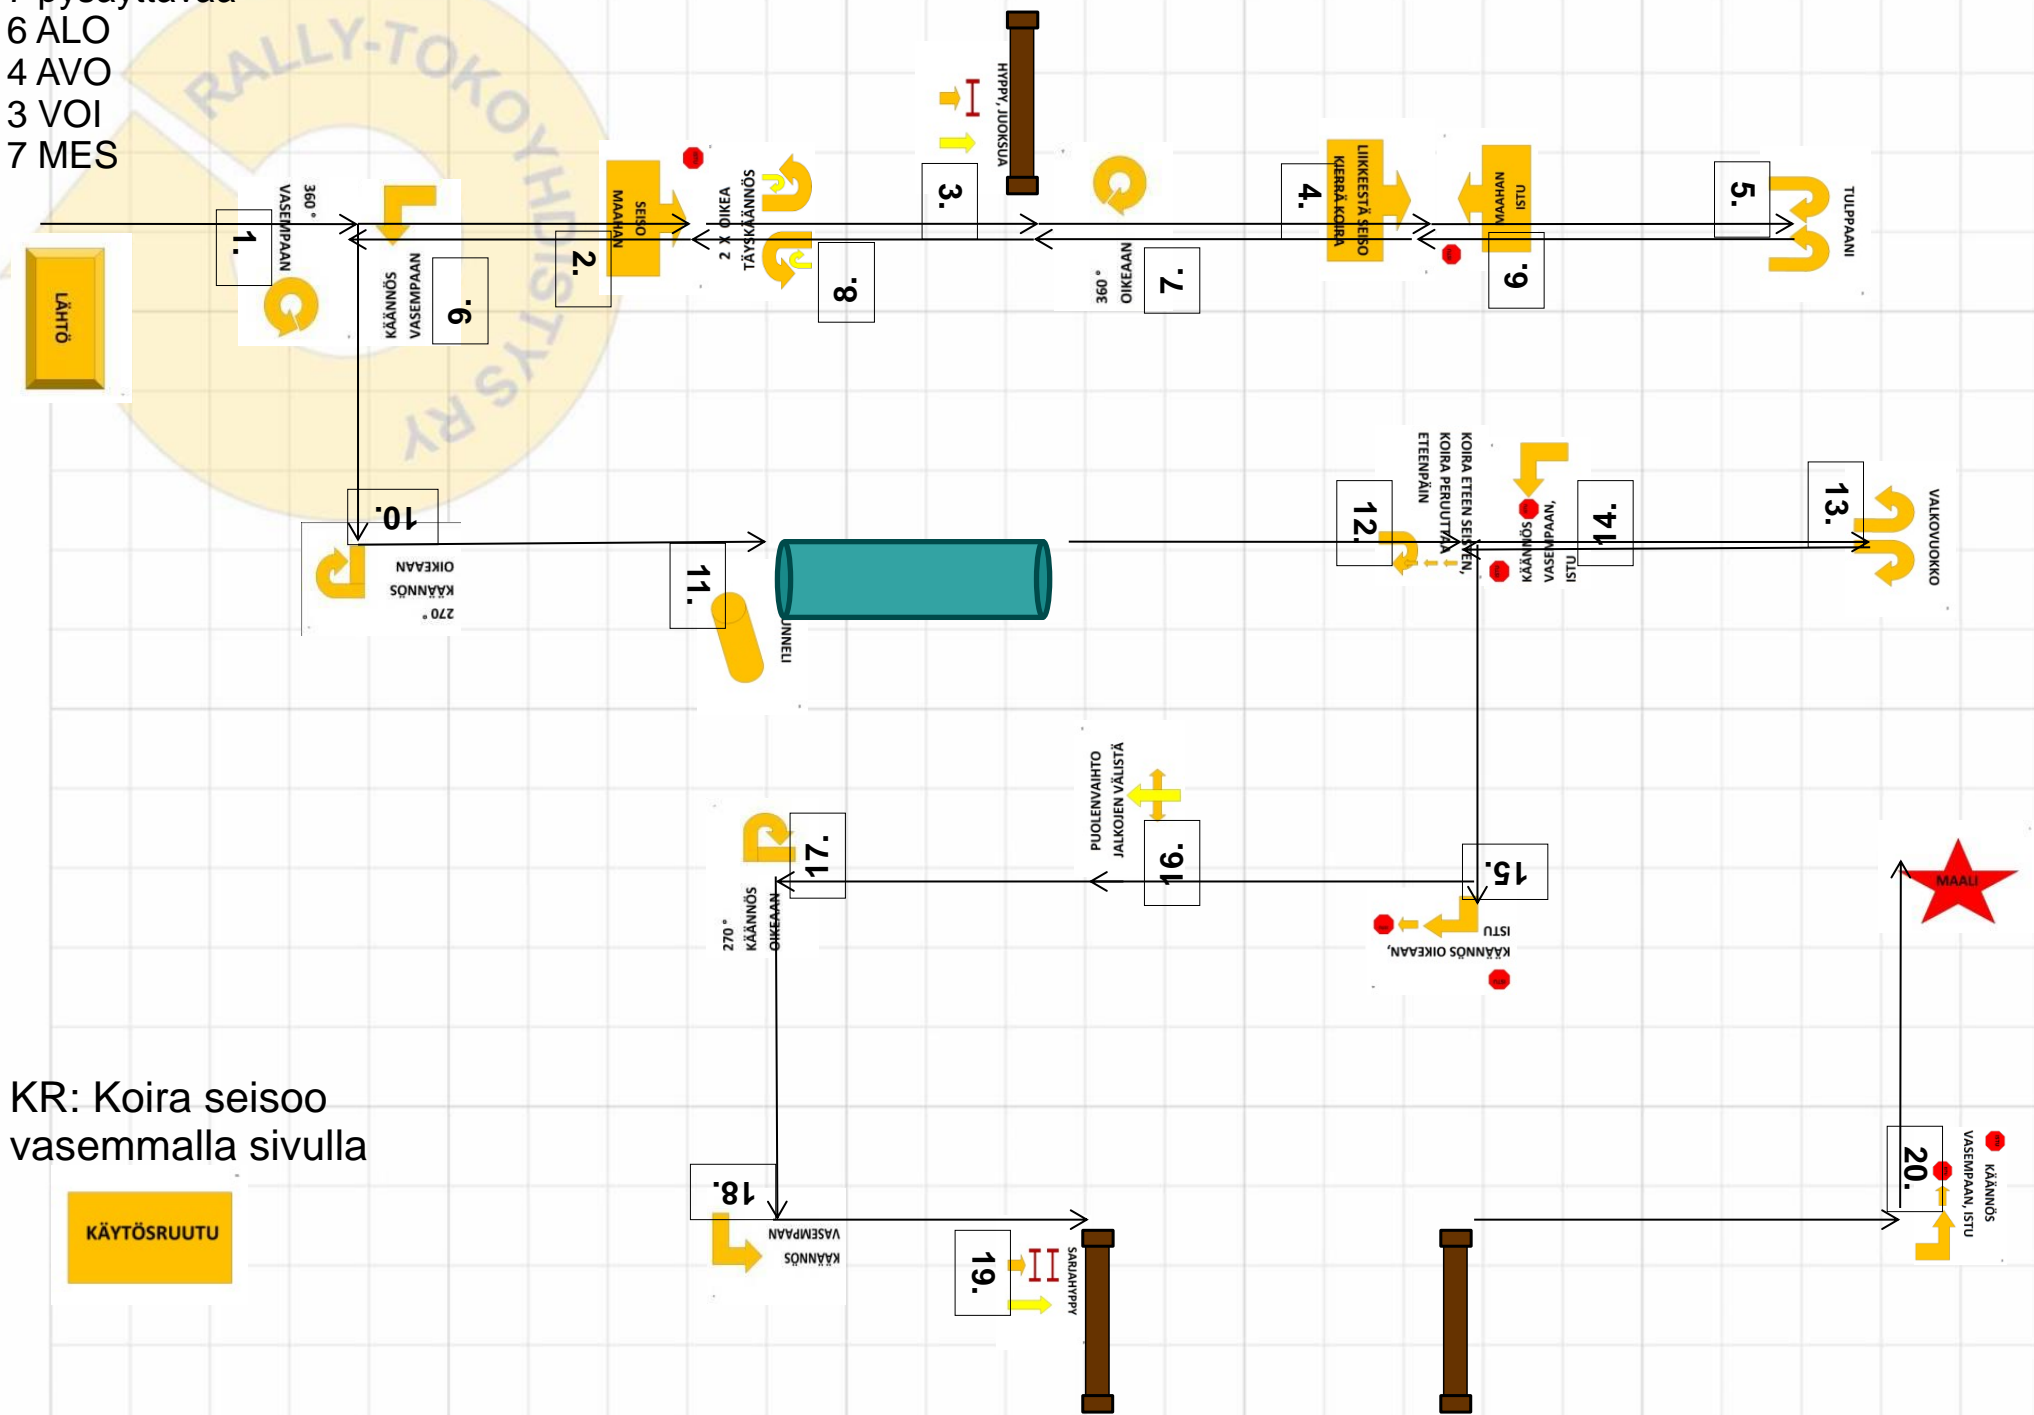 6 ALO
4 AVO
3 VOI
7 MES
RALLY-TOKOYHDISTYS RY
LÄHTÖ
1.
360°
VASEMPAAN
KÄÄNNÖS
VASEMPAAN
9.
2.
SEISO
MAAHAN
2 X OIKEA
TÄYSKÄÄNNÖS
8.
3.
HYPPY, JUOKSUA
360°
OIKEAAN
7.
4.
LIIKKEESTÄ SEISO
KIERRÄ KOIRA
ISTU
MAAHAN
6.
5.
TULPPAANI
10.
270°
KÄÄNNÖS
OIKEAAN
11.
UNNELI
12.
KOIRA ETEEN SEISTEN,
KOIRA PERUUTTAA
ETEENPÄIN
KÄÄNNÖS
VASEMPAAN,
ISTU
14.
13.
VALKOVUOKKO
15.
KÄÄNNÖS OIKEAAN,
ISTU
16.
PUOLENVAIHTO
JALKOJEN VÄLISTÄ
17.
270°
KÄÄNNÖS
OIKEAAN
18.
KÄÄNNÖS
VASEMPAAN
19.
SARJAHYPPY
20.
KÄÄNNÖS
VASEMPAAN, ISTU
MAALI
KR: Koira seisoo
vasemmalla sivulla
KÄYTÖSRUUTU